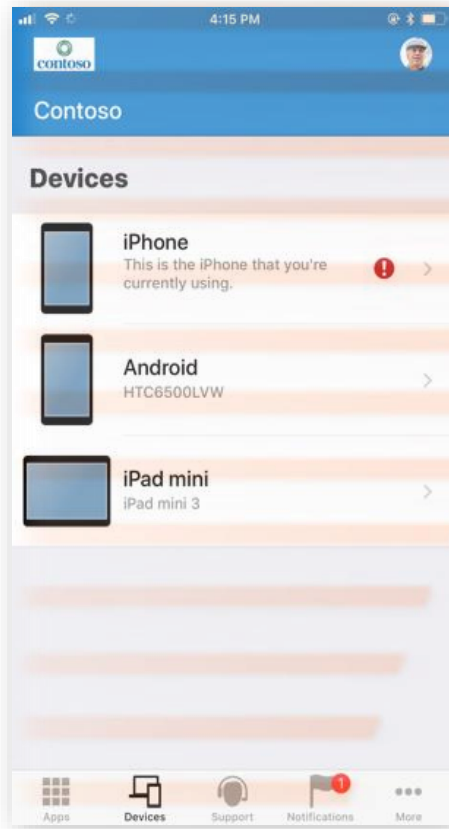 4:15 PM
contoso
Contoso
Devices
iPhone
This is the iPhone that you're
currently using.
Android
HTC6500LVW
iPad mini
iPad mini 3
1
Apps
Devices
Support
Notifications
More